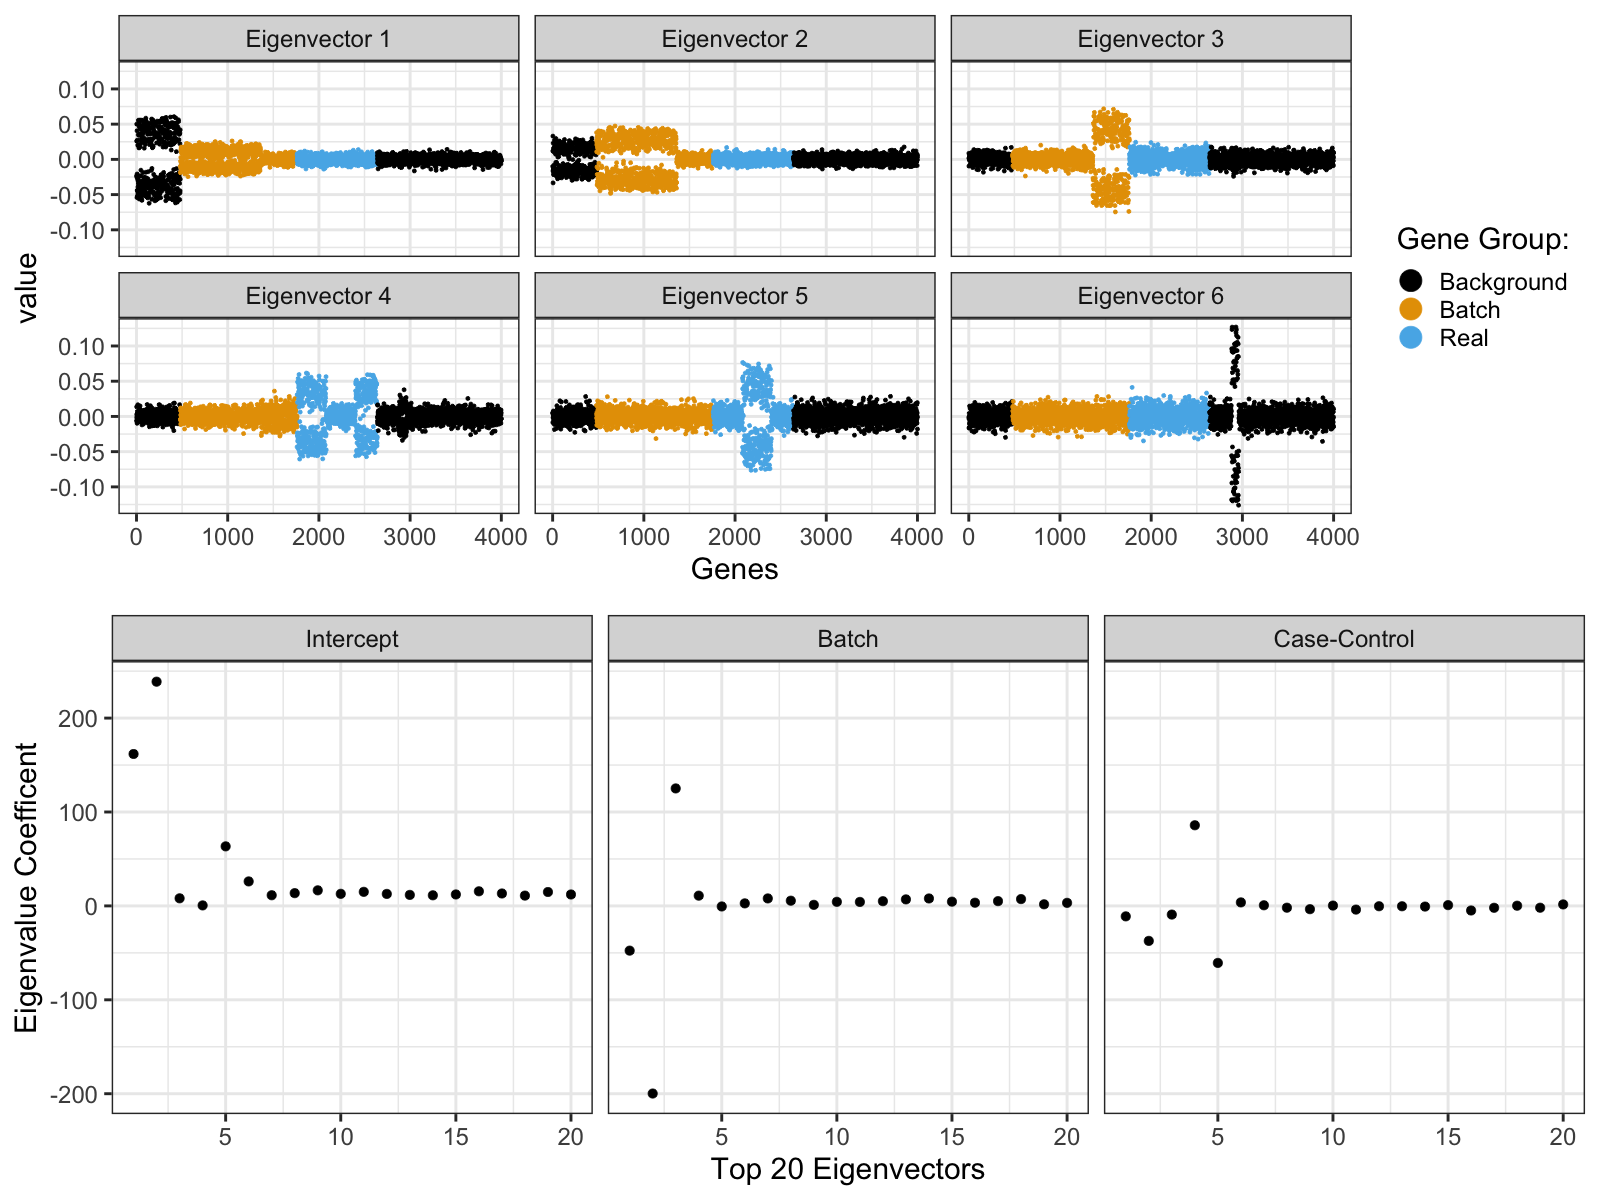 Eigenvector 1
Eigenvector 2
Eigenvector 3
0.10
0.05
0.00
-0.05
-0.10
Eigenvector 4
Eigenvector 5
Eigenvector 6
0.10
0.05
0.00
-0.05
-0.10
value
0 1000 2000 3000 4000
0 1000 2000 3000 4000
0 1000 2000 3000 4000
Genes
Gene Group:
Background
Batch
Real
Intercept
Batch
Case-Control
200
100
0
-100
-200
Eigenvalue Coefficent
5 10 15 20
5 10 15 20
5 10 15 20
Top 20 Eigenvectors